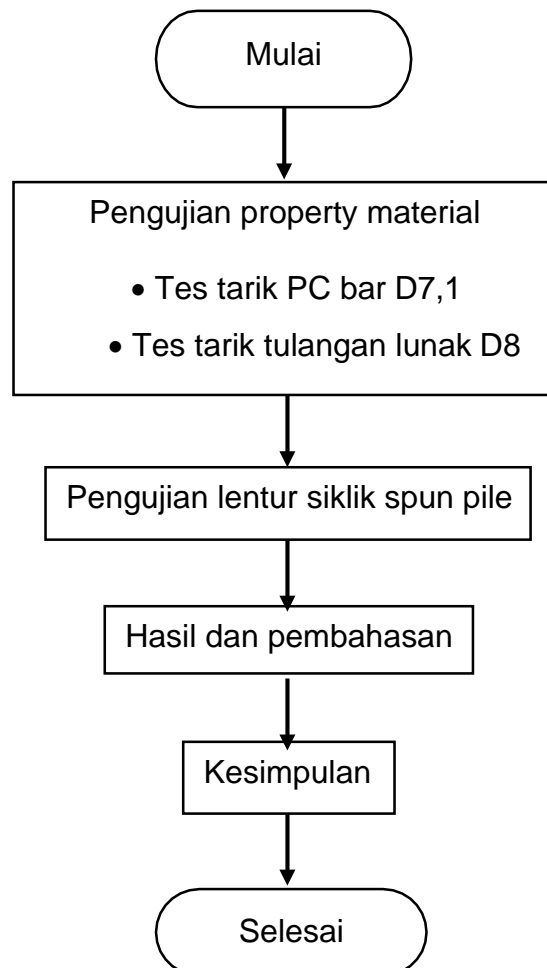 Mulai
Pengujian property material
• Tes tarik PC bar D7,1
• Tes tarik tulangan lunak D8
Pengujian lentur siklik spun pile
Hasil dan pembahasan
Kesimpulan
Selesai